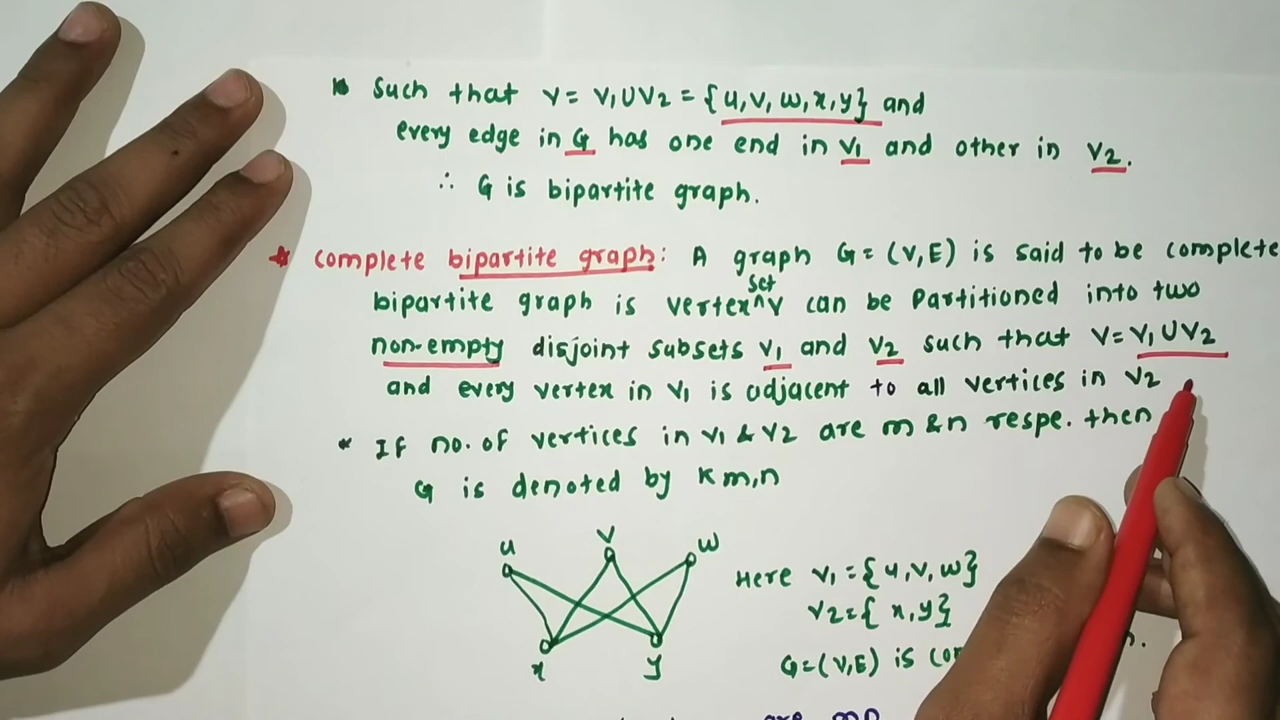 Such that V = V1 U V2 = {u, v, w, x, y} and
every edge in G has one end in V1 and other in V2.
∴ G is bipartite graph.
* complete bipartite graph: A graph G = (V, E) is said to be complete
set
bipartite graph is vertex ^ V can be Partitioned into two
non-empty disjoint subsets V1 and V2 such that V = V1 U V2
and every vertex in V1 is adjacent to all vertices in V2
* If no. of vertices in V1 & V2 are m & n respe. then
G is denoted by Km,n
u v w
Here V1 = {u, v, w}
V2 = { x, y}
x y
G = (V, E) is
are mn